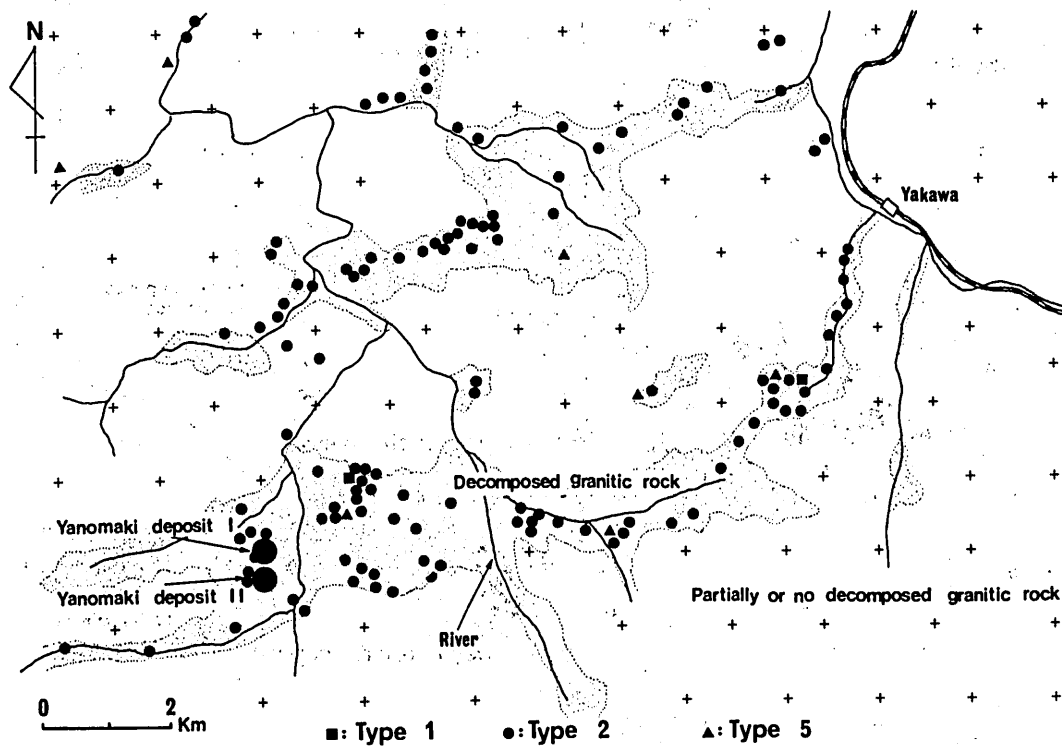 N
Yakawa
Decomposed granitic rock
Yanomaki deposit I
Yanomaki deposit II
Partially or no decomposed granitic rock
River
0 2
Km
■: Type 1 ●: Type 2 ▲: Type 5